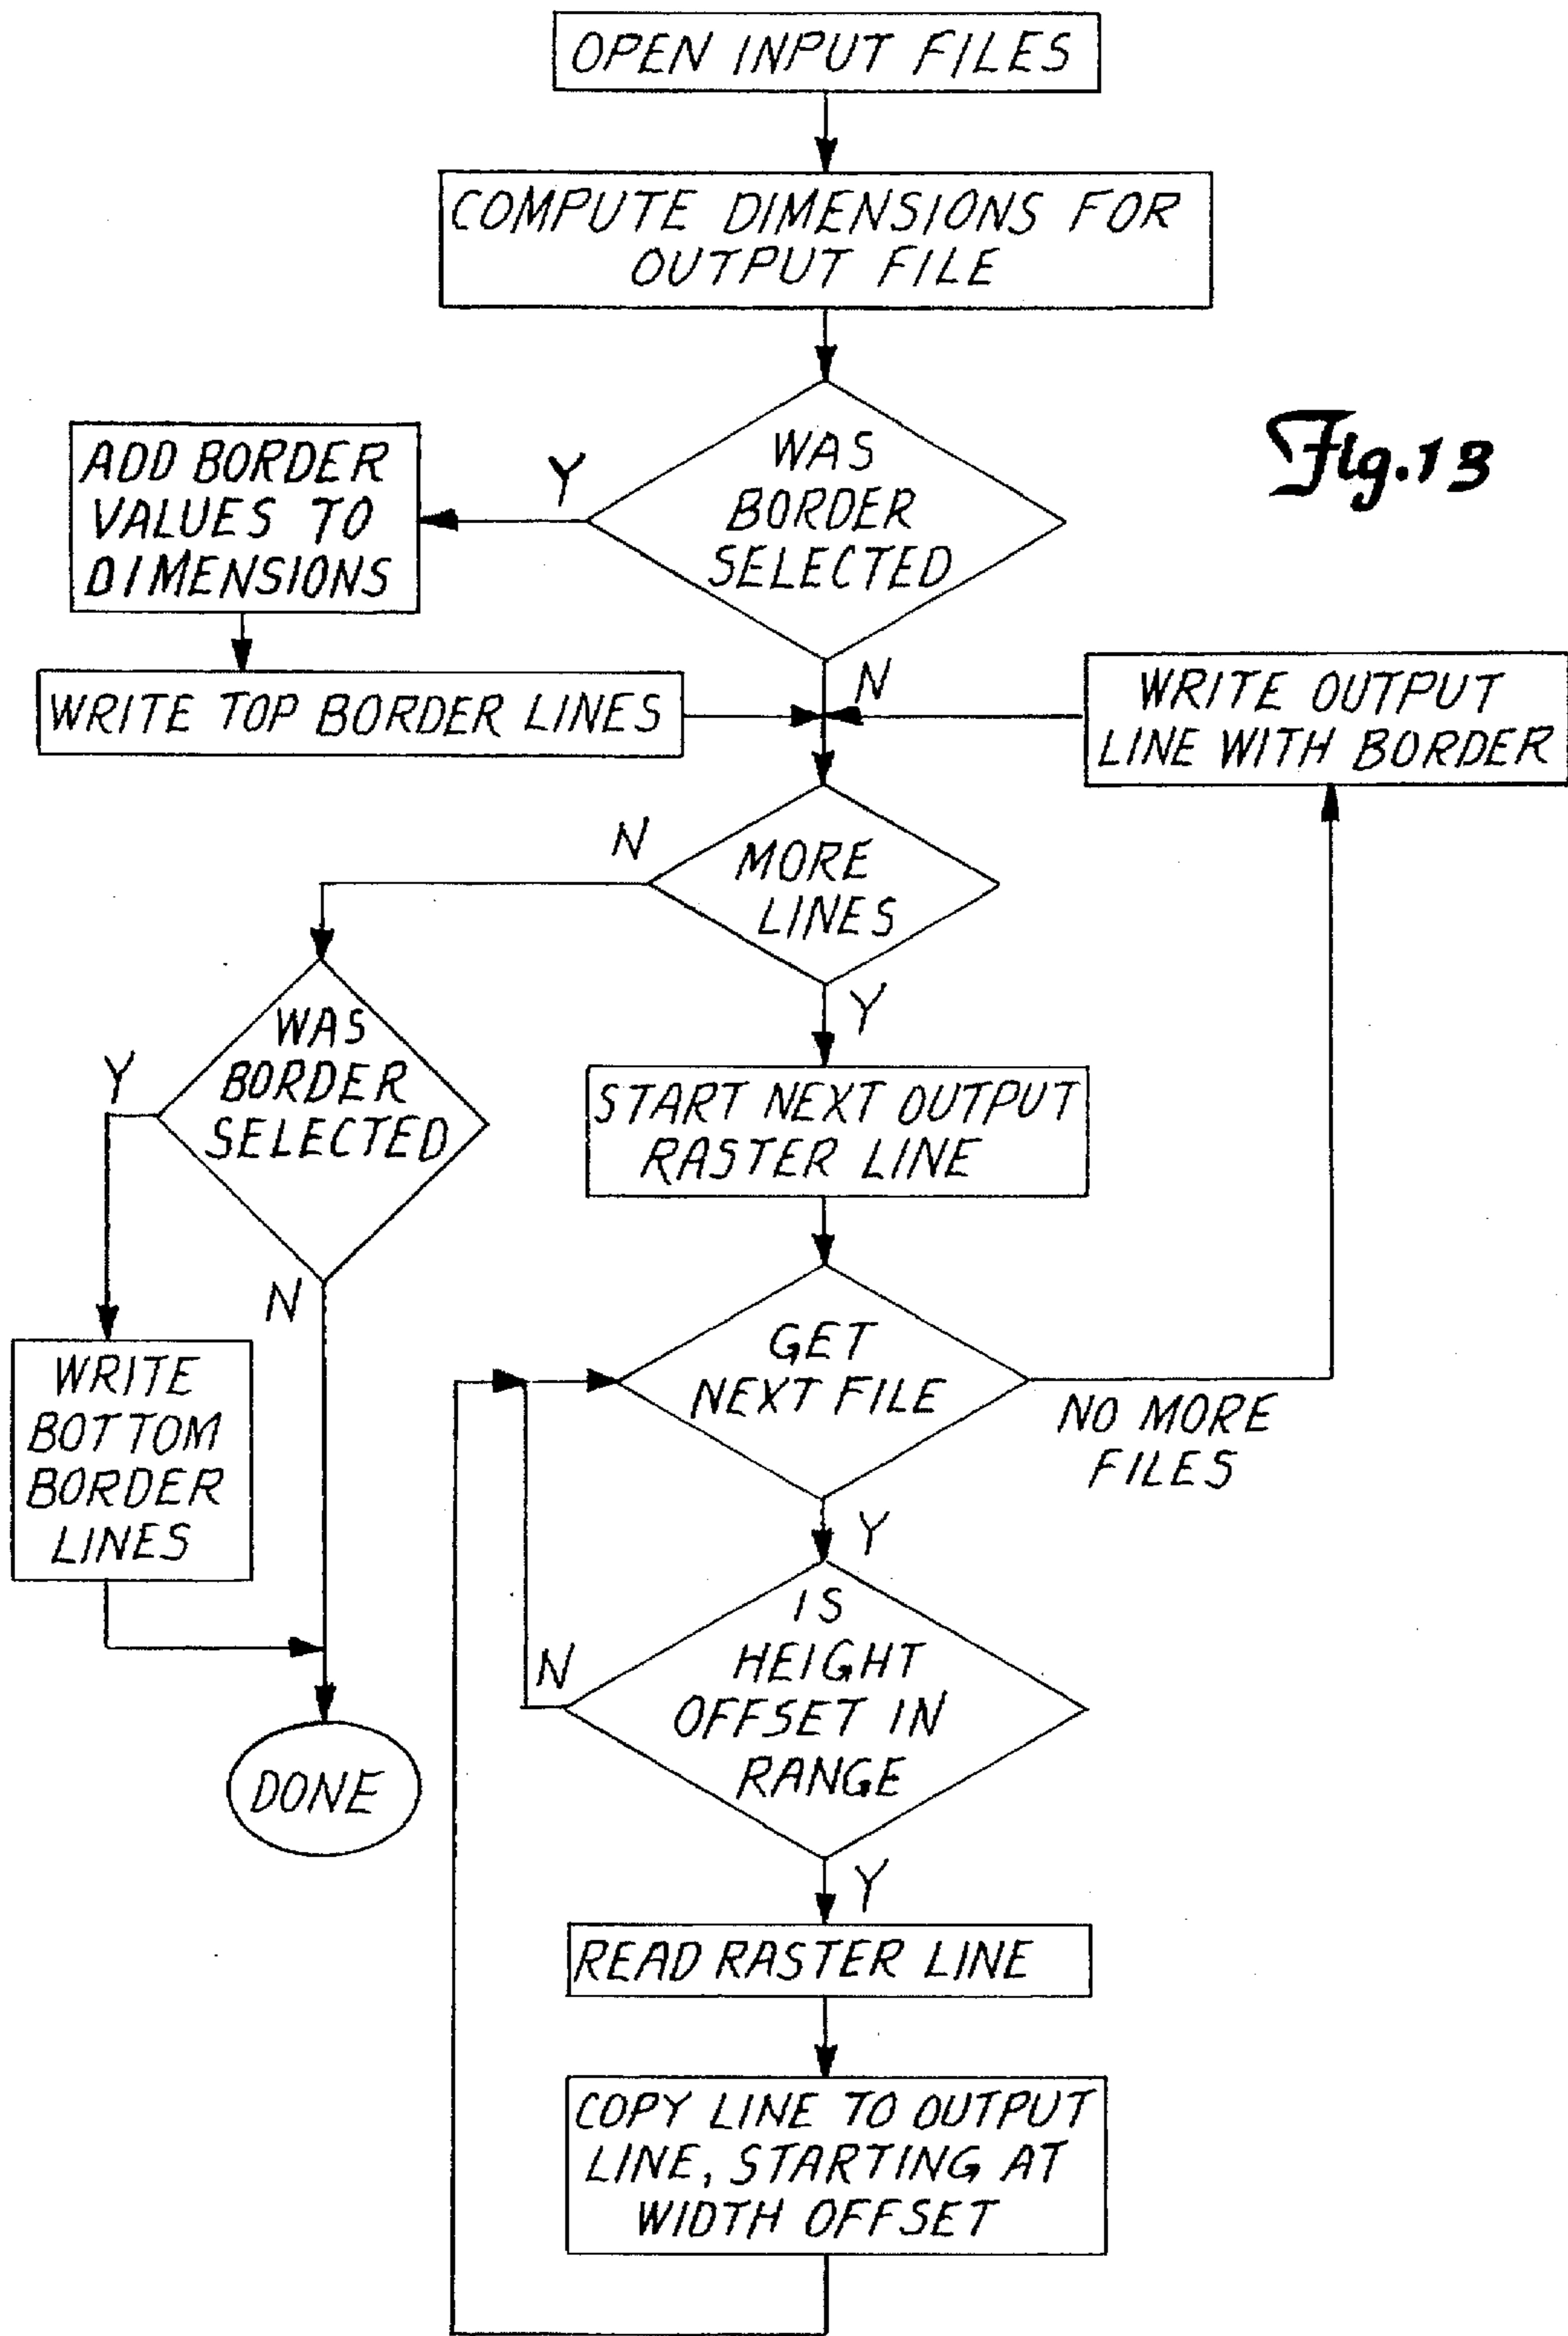 OPEN INPUT FILES
COMPUTE DIMENSIONS FOR
OUTPUT FILE
Fig.13
WAS
BORDER
SELECTED
Y
ADD BORDER
VALUES TO
DIMENSIONS
WRITE TOP BORDER LINES
N
WRITE OUTPUT
LINE WITH BORDER
MORE
LINES
N
Y
WAS
BORDER
SELECTED
Y
N
START NEXT OUTPUT
RASTER LINE
GET
NEXT FILE
NO MORE
FILES
WRITE
BOTTOM
BORDER
LINES
Y
IS
HEIGHT
OFFSET IN
RANGE
N
DONE
Y
READ RASTER LINE
COPY LINE TO OUTPUT
LINE, STARTING AT
WIDTH OFFSET